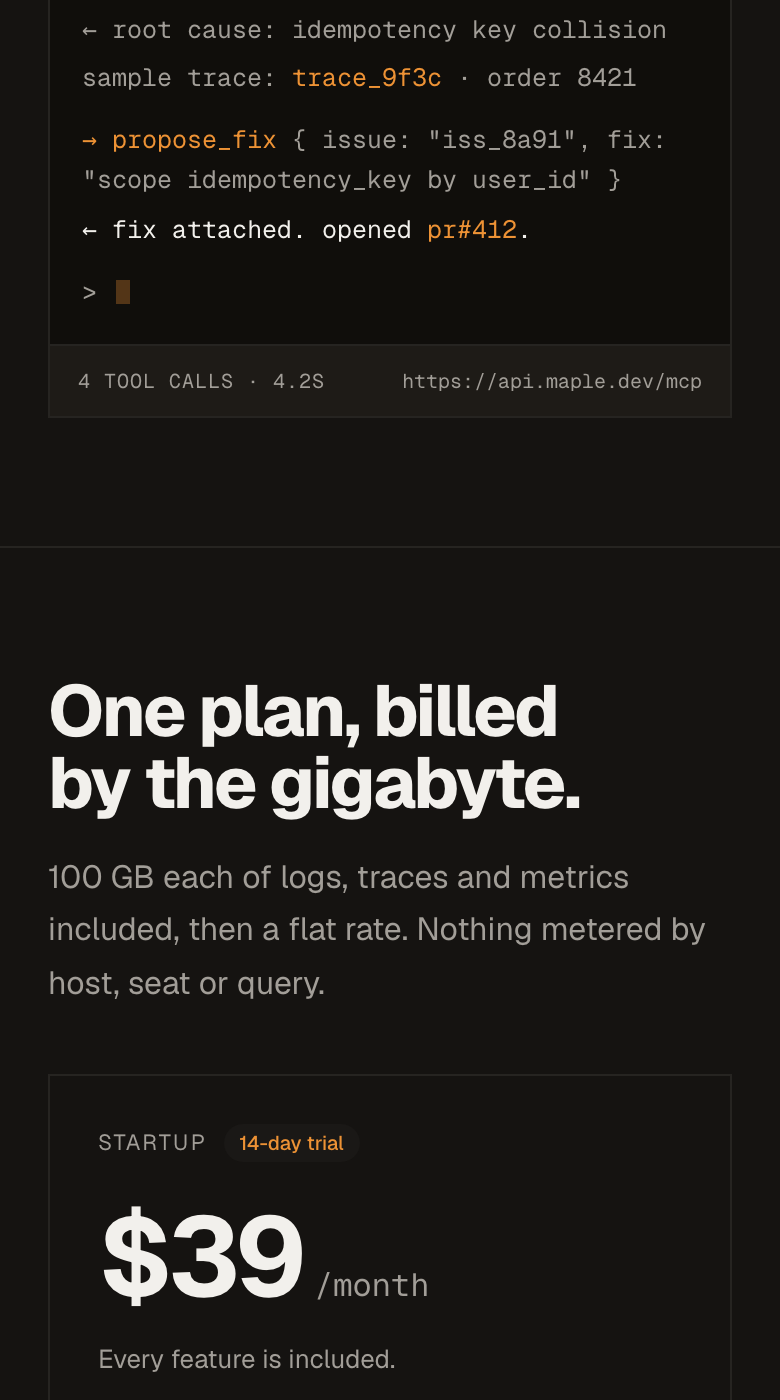 ← root cause: idempotency key collision
sample trace: trace_9f3c · order 8421
→ propose_fix { issue: "iss_8a91", fix:
"scope idempotency_key by user_id" }
← fix attached. opened pr#412.
>
4 TOOL CALLS · 4.2S
https://api.maple.dev/mcp
One plan, billed
by the gigabyte.
100 GB each of logs, traces and metrics
included, then a flat rate. Nothing metered by
host, seat or query.
STARTUP 14-day trial
$39 /month
Every feature is included.